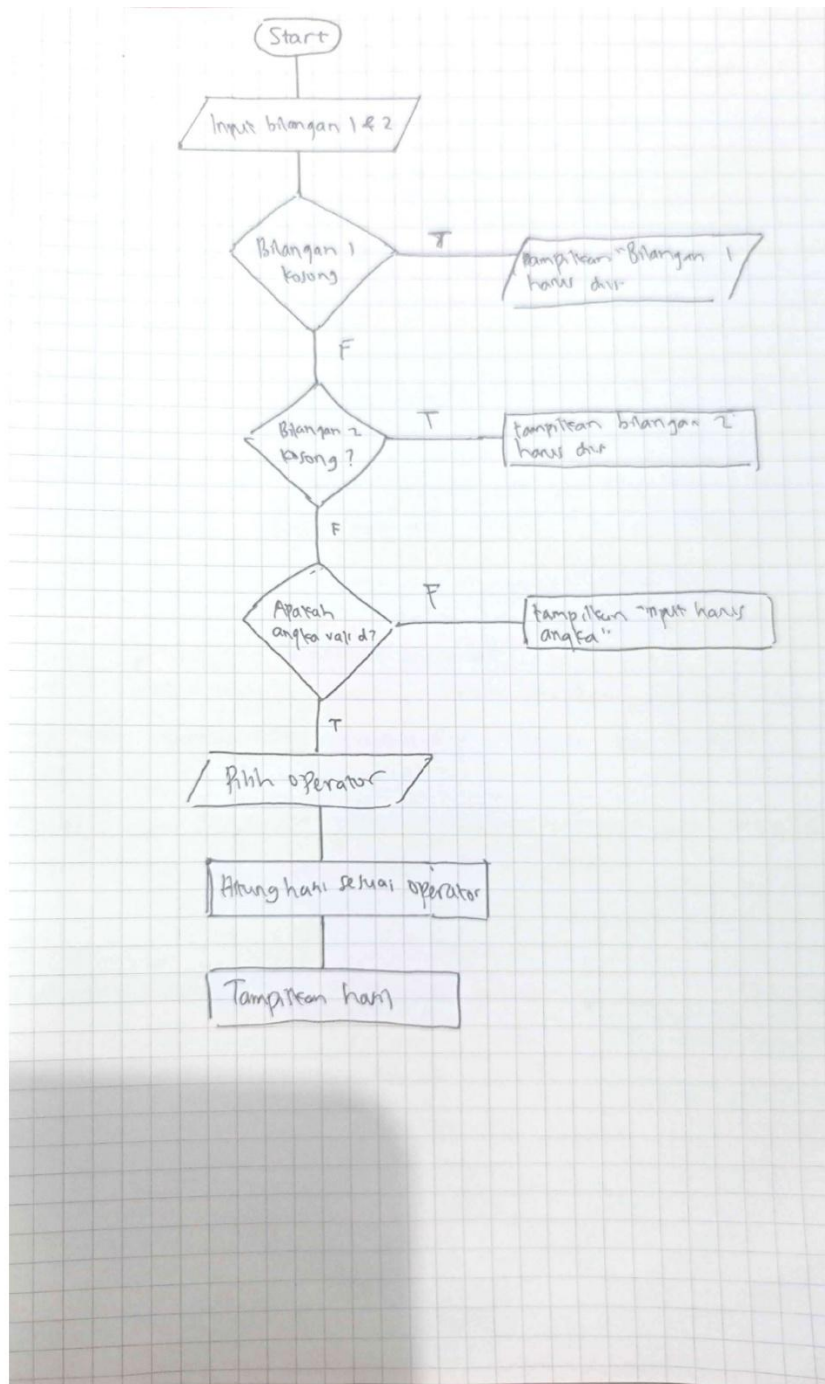 Start
Input bilangan 1 & 2
Bilangan 1
kosong
T
tampilkan "Bilangan 1
harus diisi
F
Bilangan 2
kosong?
T
tampilkan bilangan 2
harus diisi
F
Apakah
angka valid?
F
tampilkan "input harus
angka"
T
Pilih operator
Hitung hasil sesuai operator
Tampilkan hasil